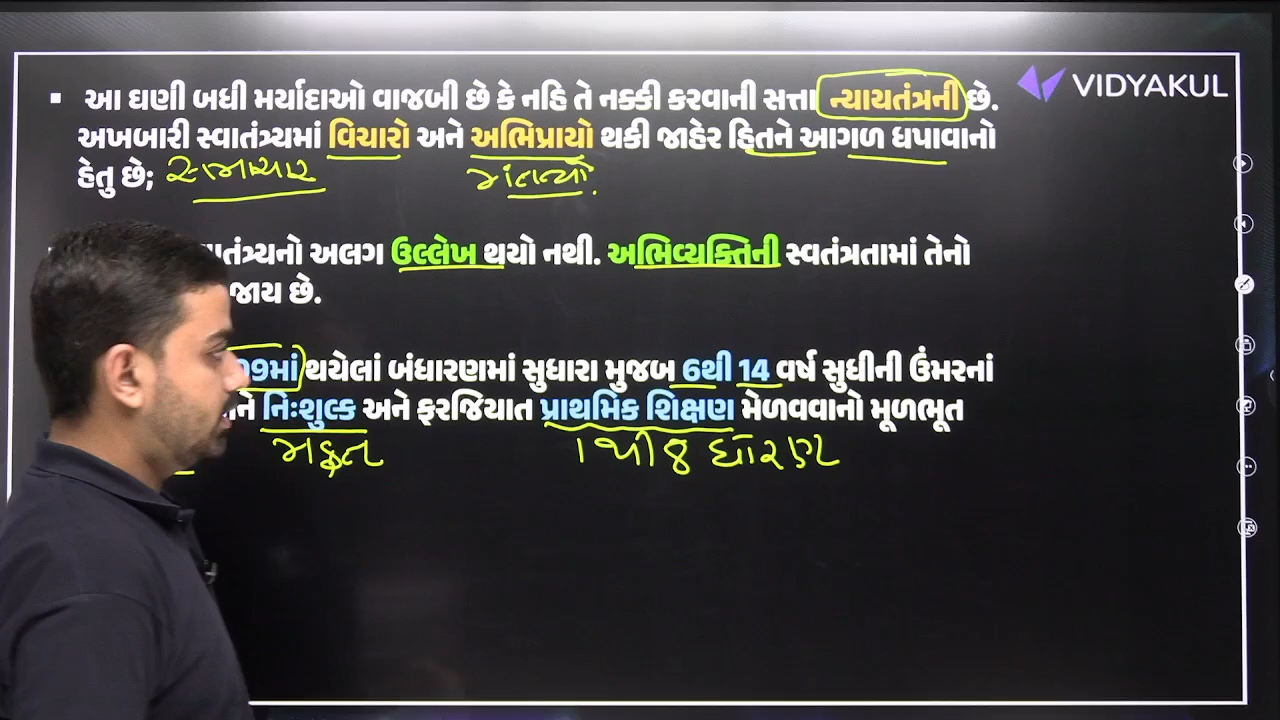 VIDYAKUL
▪ આ ઘણી બધી મર્યાદાઓ વાજબી છે કે નહિ તે નક્કી કરવાની સત્તા ન્યાયતંત્રની છે.
અખબારી સ્વાતંત્ર્યમાં વિચારો અને અભિપ્રાયો થકી જાહેર હિતને આગળ ધપાવાનો
હેતુ છે; સમાચાર મંતવ્યો.
અલગ ઉલ્લેખ થયો નથી. અભિવ્યક્તિની સ્વતંત્રતામાં તેનો
છે.
થયેલાં બંધારણમાં સુધારા મુજબ 6થી 14 વર્ષ સુધીની ઉંમરનાં
નિઃશુલ્ક અને ફરજિયાત પ્રાથમિક શિક્ષણ મેળવવાનો મૂળભૂત
મફત 1 થી 8 ધોરણ